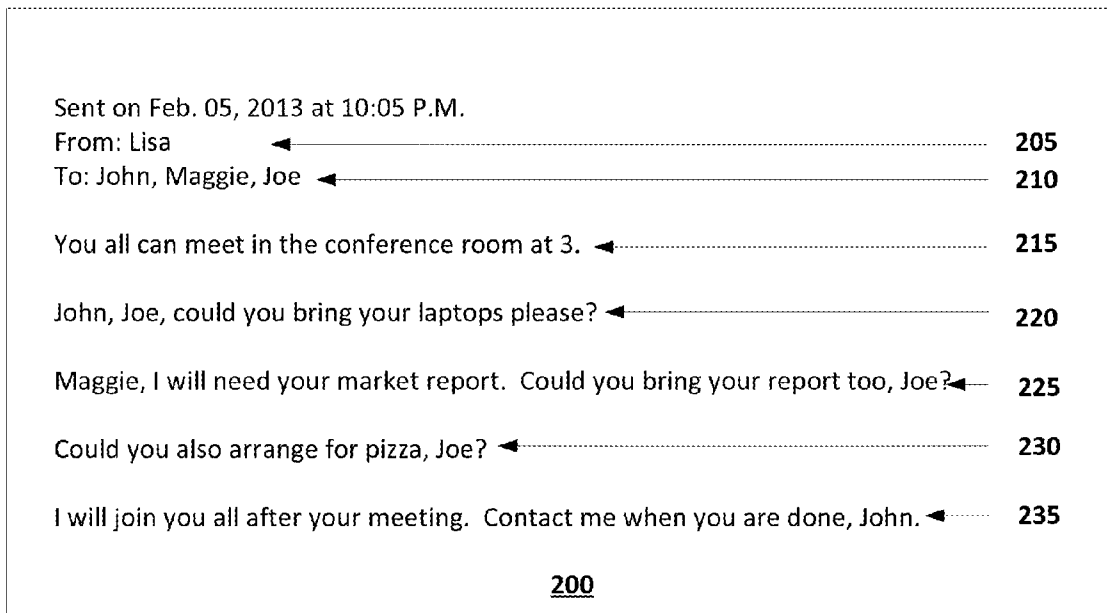 Sent on Feb. 05, 2013 at 10:05 P.M.
From: Lisa 205
To: John, Maggie, Joe 210
You all can meet in the conference room at 3. 215
John, Joe, could you bring your laptops please? 220
Maggie, I will need your market report. Could you bring your report too, Joe? 225
Could you also arrange for pizza, Joe? 230
I will join you all after your meeting. Contact me when you are done, John. 235
200